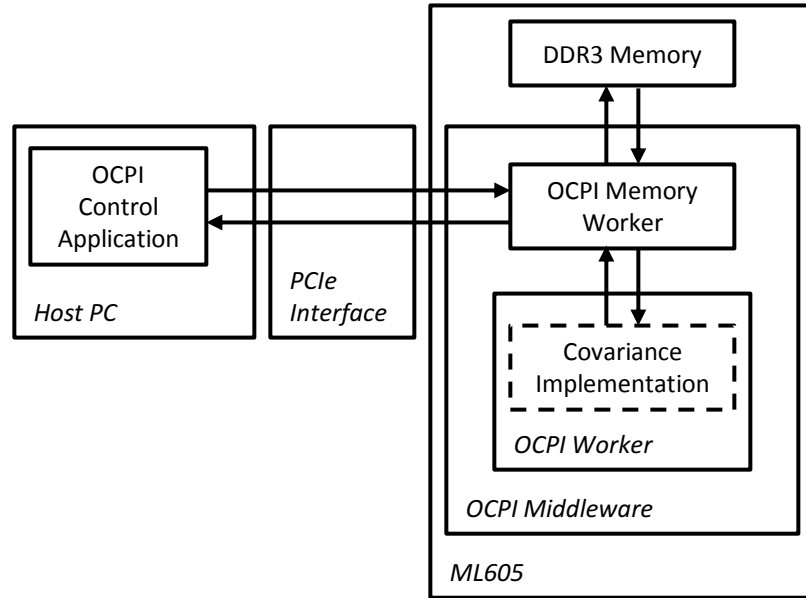 DDR3 Memory
OCPI
Control
Application
Host PC
PCIe
Interface
OCPI Memory
Worker
Covariance
Implementation
OCPI Worker
OCPI Middleware
ML605